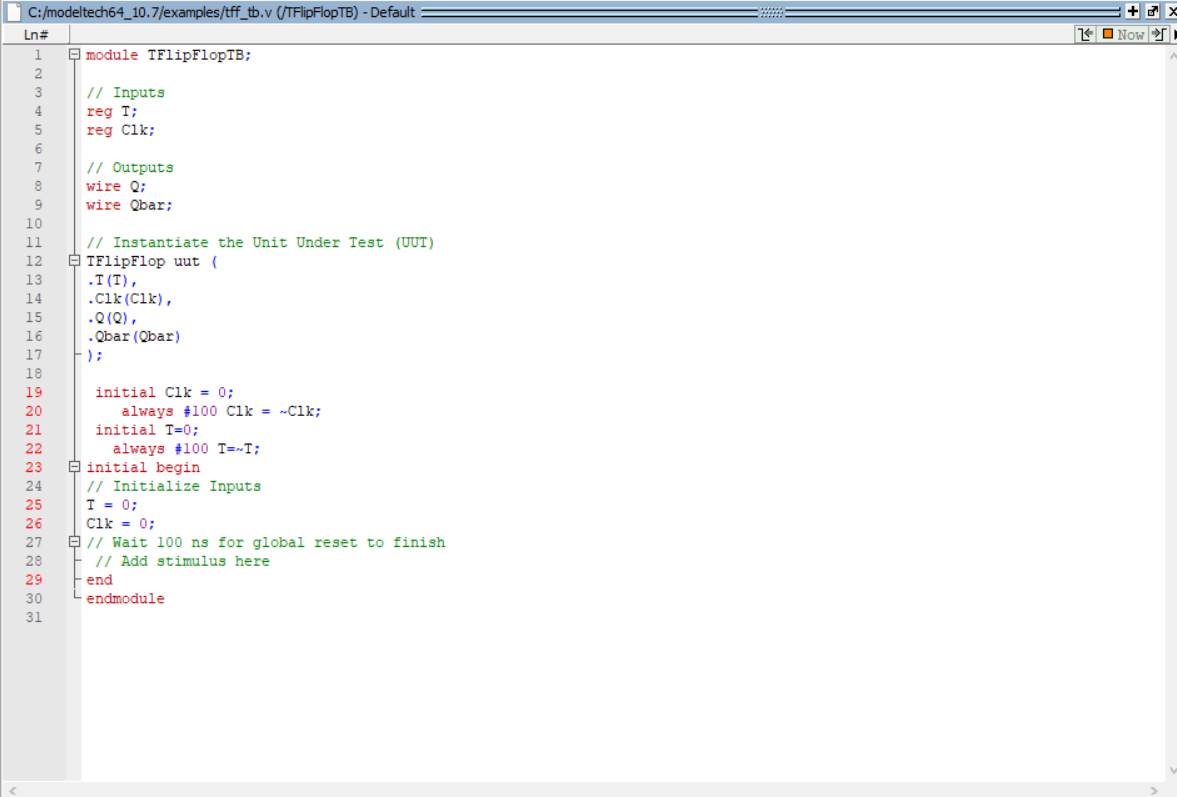 C:/modeltech64_10.7/examples/tff_tb.v (/TFlipFlopTB) - Default
Ln#
Now
1 module TFlipFlopTB;
2
3 // Inputs
4 reg T;
5 reg Clk;
6
7 // Outputs
8 wire Q;
9 wire Qbar;
10
11 // Instantiate the Unit Under Test (UUT)
12 TFlipFlop uut (
13 .T(T),
14 .Clk(Clk),
15 .Q(Q),
16 .Qbar(Qbar)
17 );
18
19 initial Clk = 0;
20 always #100 Clk = ~Clk;
21 initial T=0;
22 always #100 T=~T;
23 initial begin
24 // Initialize Inputs
25 T = 0;
26 Clk = 0;
27 // Wait 100 ns for global reset to finish
28 // Add stimulus here
29 end
30 endmodule
31